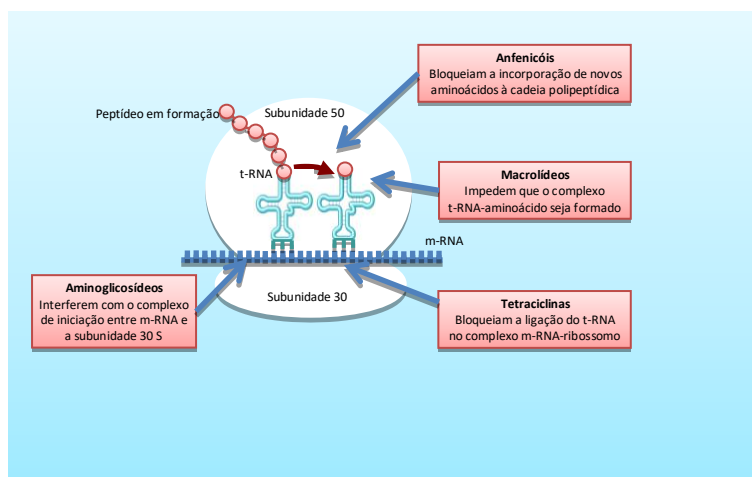 Anfenicóis
Bloqueiam a incorporação de novos
aminoácidos à cadeia polipeptídica
Peptídeo em formação
Subunidade 50
t-RNA
Macrolídeos
Impedem que o complexo
t-RNA-aminoácido seja formado
m-RNA
Aminoglicosídeos
Interferem com o complexo
de iniciação entre m-RNA e
a subunidade 30 S
Subunidade 30
Tetraciclinas
Bloqueiam a ligação do t-RNA
no complexo m-RNA-ribossomo